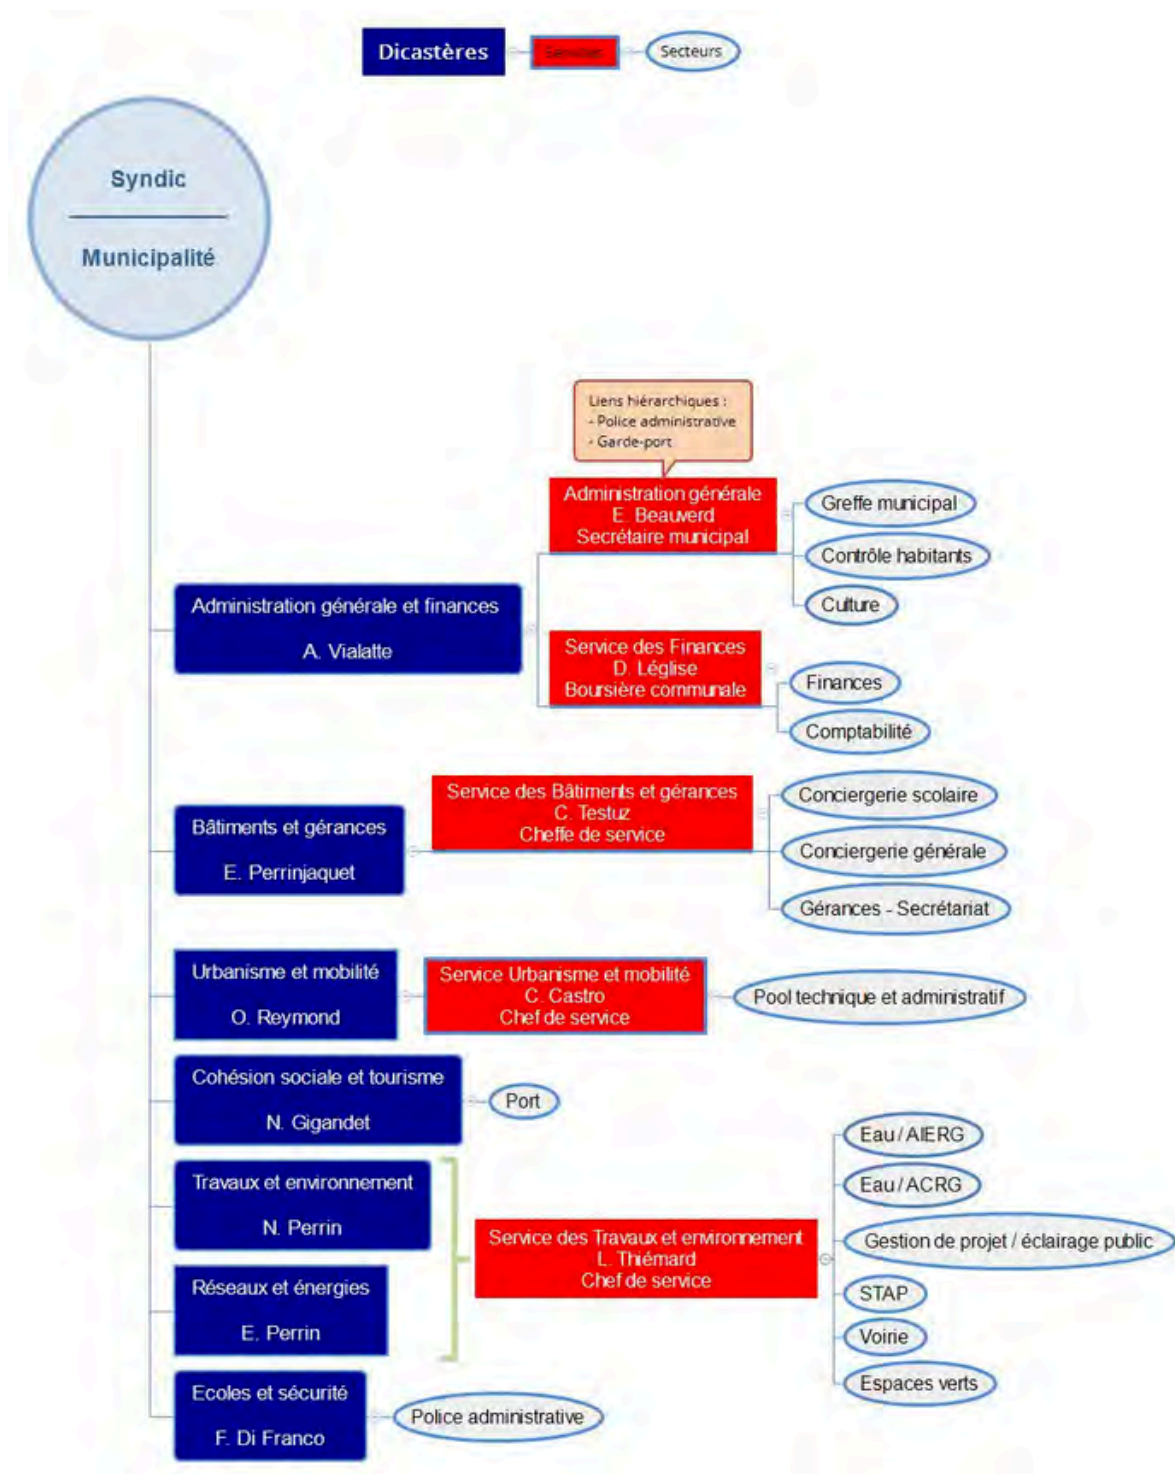 Dicastères
Services
Secteurs
Syndic
Municipalité
Liens hiérarchiques :
- Police administrative
- Garde-port
Administration générale
E. Beauverd
Secrétaire municipal
Greffe municipal
Contrôle habitants
Culture
Administration générale et finances
A. Vialatte
Service des Finances
D. Léglise
Boursière communale
Finances
Comptabilité
Bâtiments et gérances
E. Perrinjaquet
Service des Bâtiments et gérances
C. Testuz
Cheffe de service
Conciergerie scolaire
Conciergerie générale
Gérances - Secrétariat
Urbanisme et mobilité
O. Reymond
Service Urbanisme et mobilité
C. Castro
Chef de service
Pool technique et administratif
Cohésion sociale et tourisme
N. Gigandet
Port
Travaux et environnement
N. Perrin
Réseaux et énergies
E. Perrin
Service des Travaux et environnement
L. Thiémard
Chef de service
Eau / AIERG
Eau / ACRG
Gestion de projet / éclairage public
STAP
Voirie
Espaces verts
Ecoles et sécurité
F. Di Franco
Police administrative